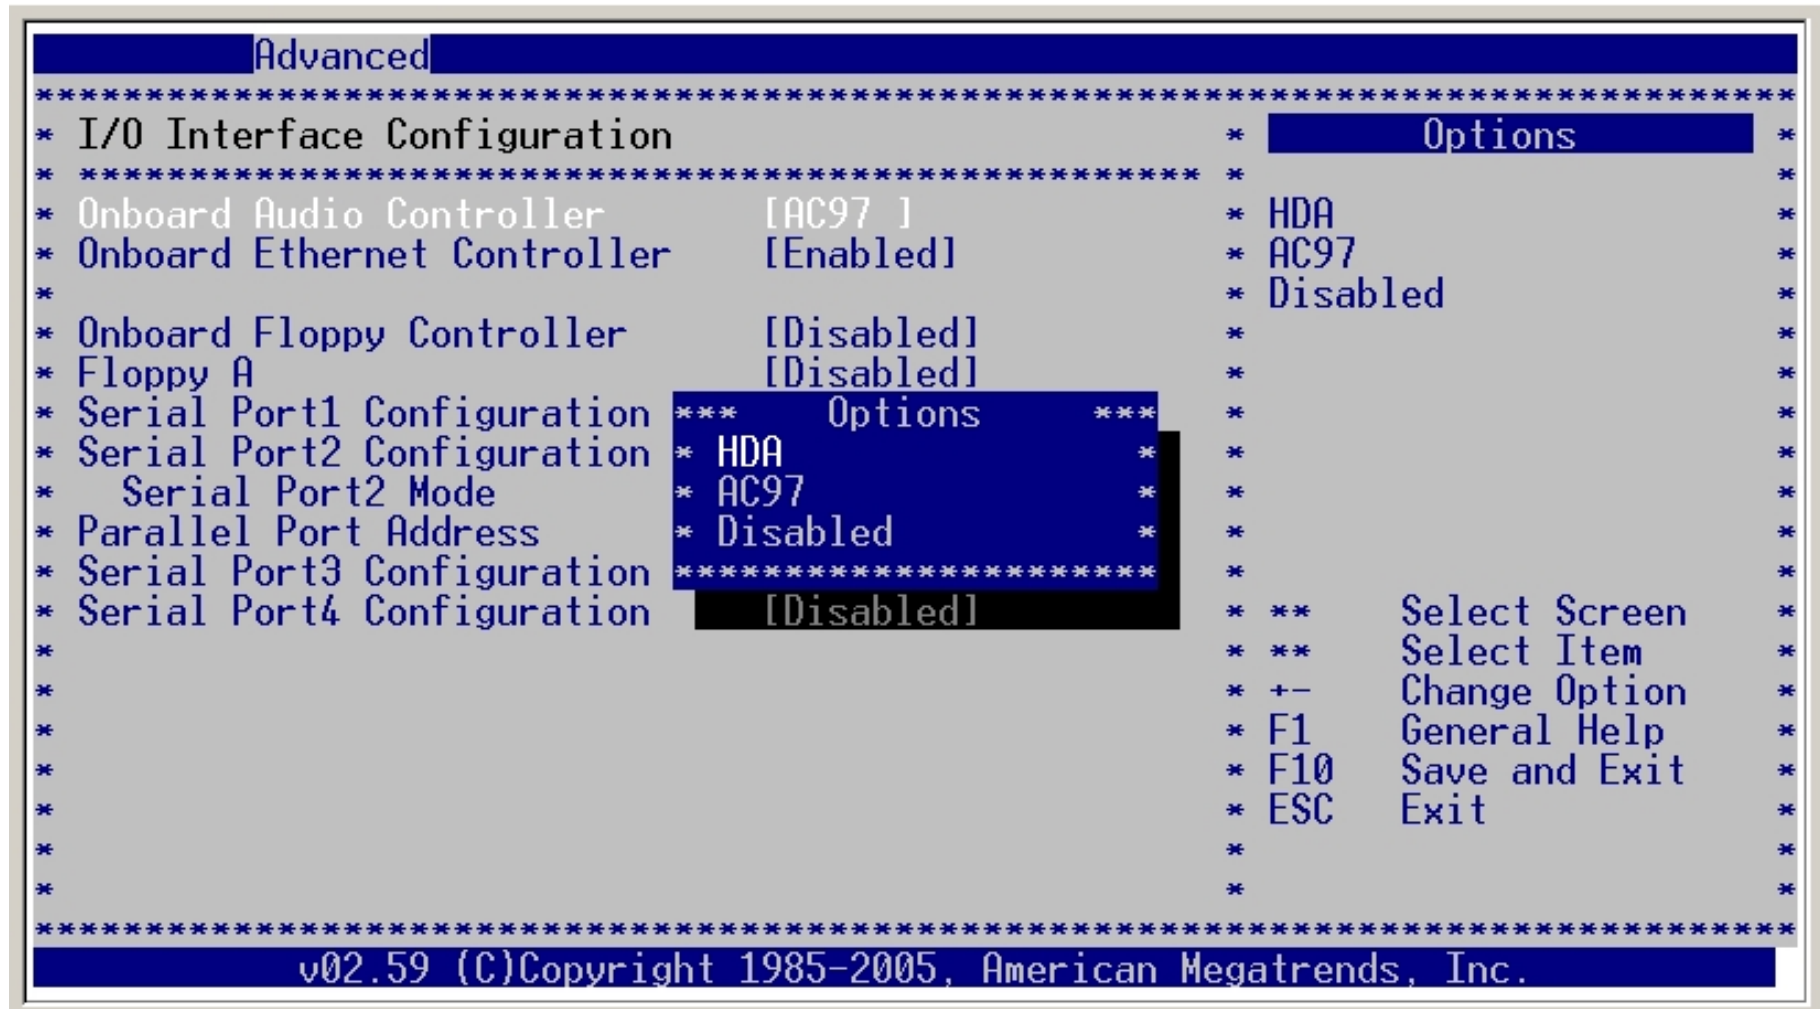 Advanced
I/O Interface Configuration
Options
Onboard Audio Controller [AC97 ]
HDA
Onboard Ethernet Controller [Enabled]
AC97
Disabled
Onboard Floppy Controller [Disabled]
Floppy A [Disabled]
Serial Port1 Configuration
*** Options ***
Serial Port2 Configuration
* HDA *
Serial Port2 Mode
* AC97 *
Parallel Port Address
* Disabled *
Serial Port3 Configuration
Serial Port4 Configuration [Disabled]
** Select Screen
** Select Item
+- Change Option
F1 General Help
F10 Save and Exit
ESC Exit
v02.59 (C)Copyright 1985-2005, American Megatrends, Inc.